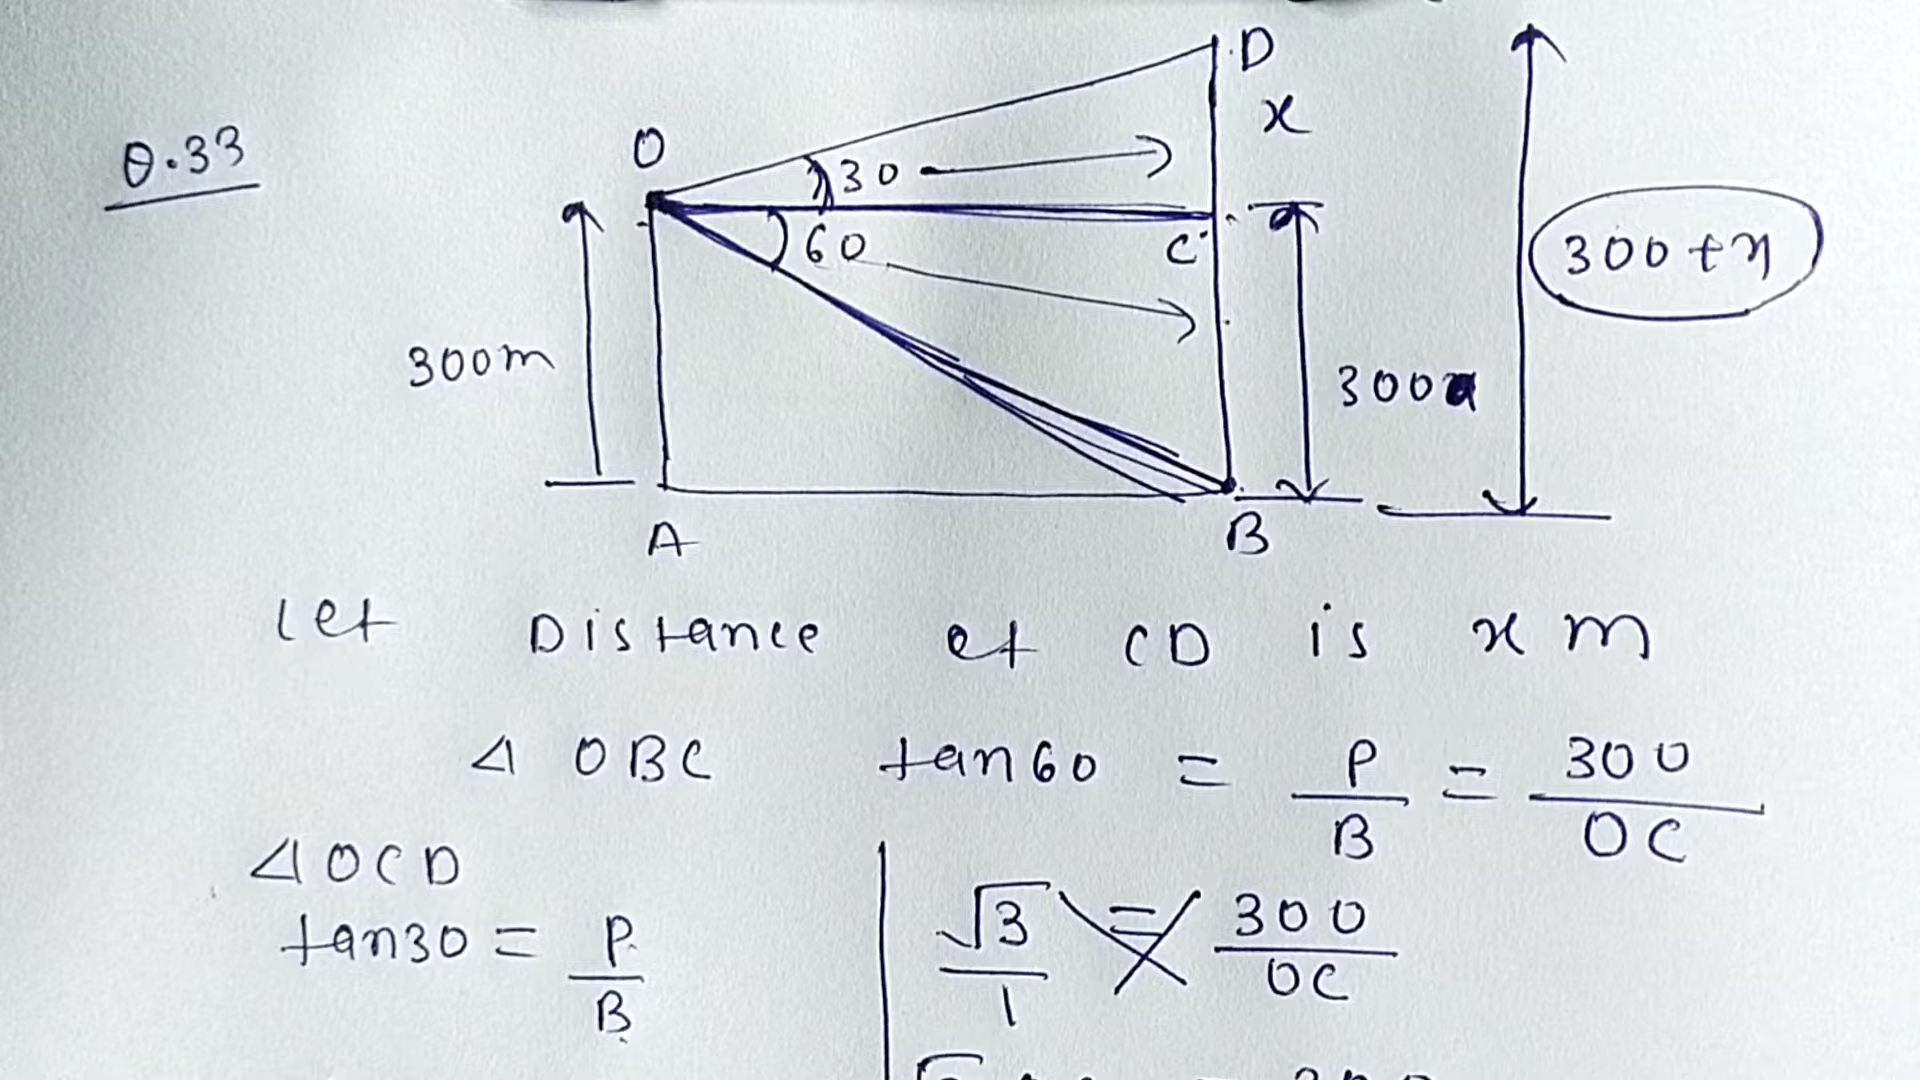 Q.33
O
D
x
30
60
C
300m
300
300+x
A
B
Let Distance of CD is x m
△ OBC tan60 = P/B = 300/OC
△OCD
tan30 = P/B
√3/1 = 300/OC